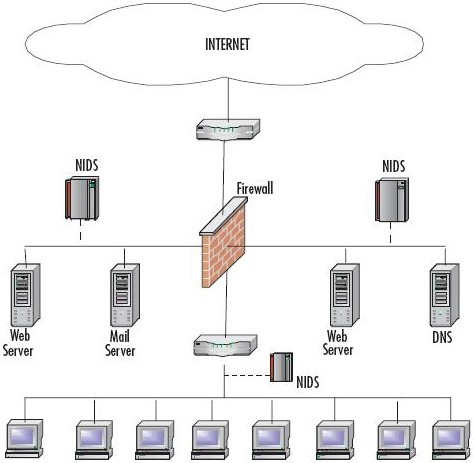 INTERNET
NIDS
NIDS
Firewall
Web
Server
Mail
Server
Web
Server
DNS
NIDS